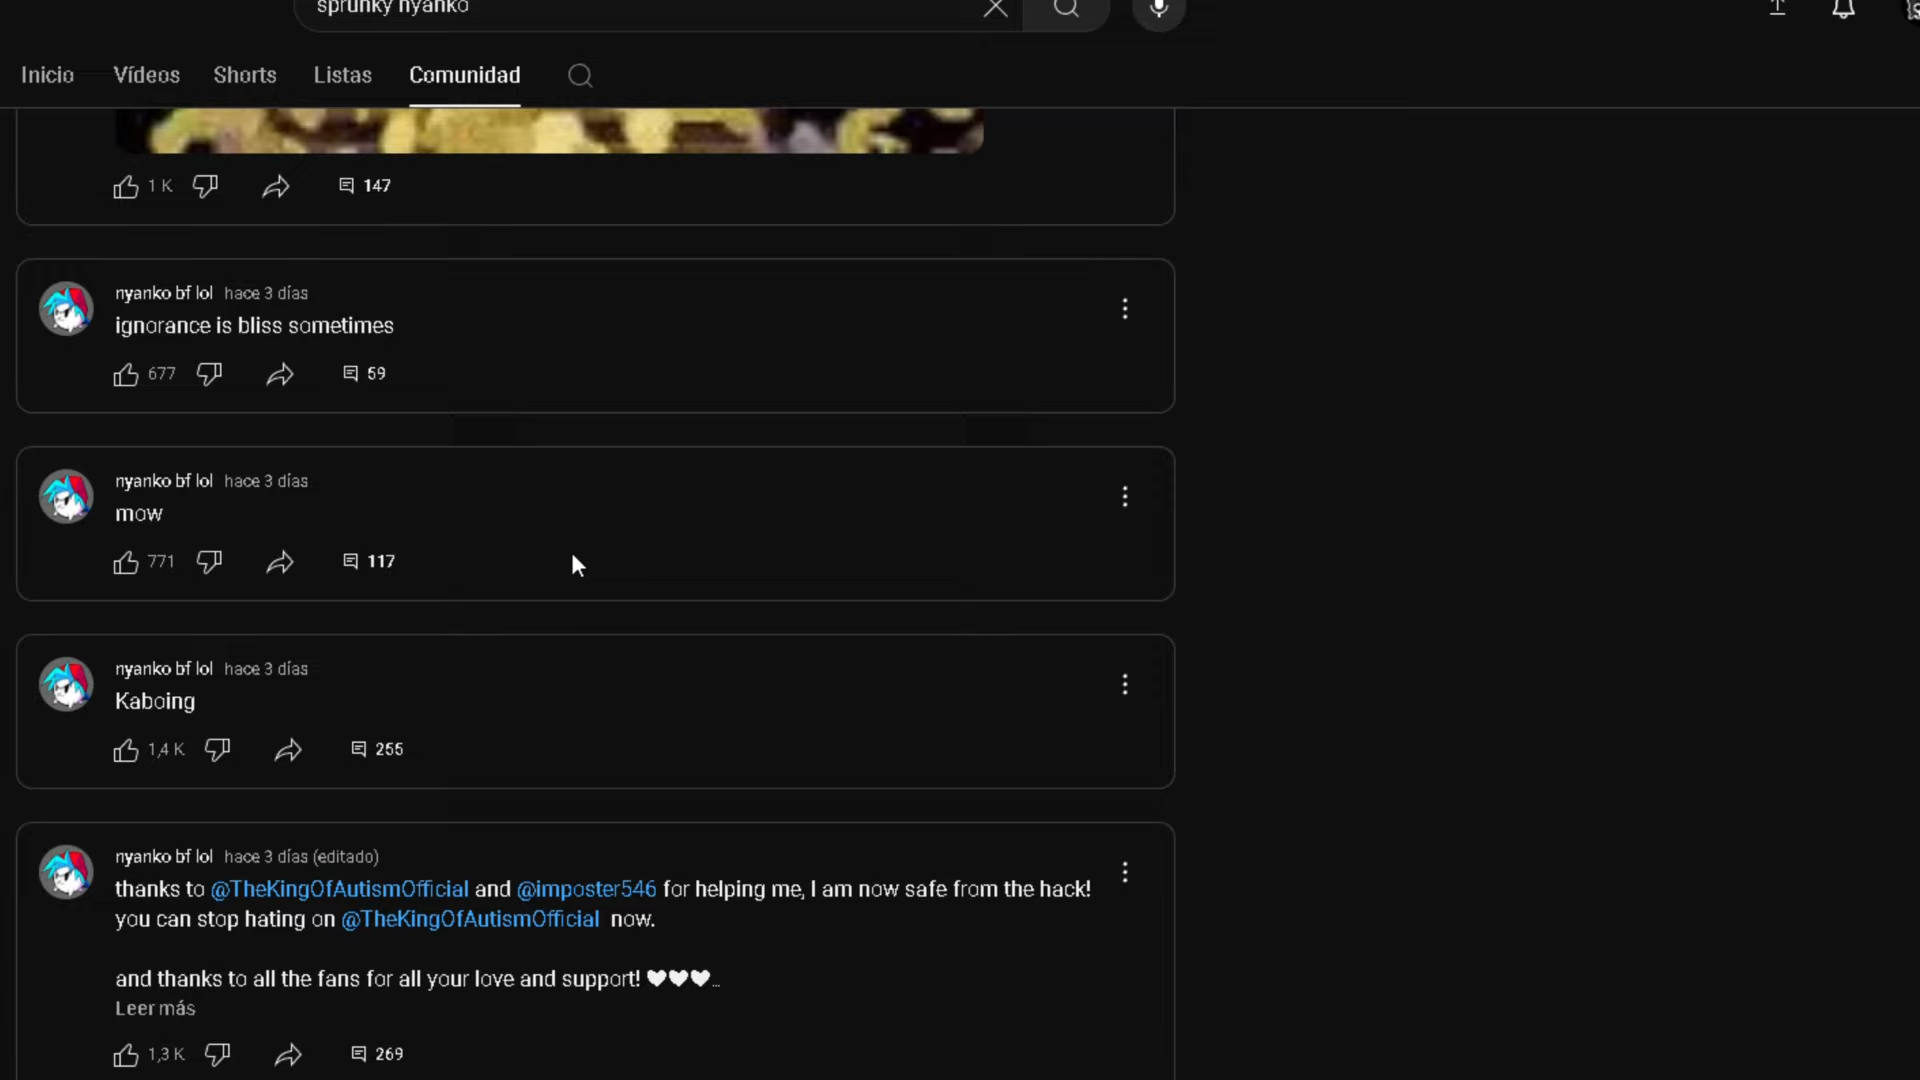 sprunky nyanko
Inicio Vídeos Shorts Listas Comunidad
1 K 147
nyanko bf lol hace 3 días
ignorance is bliss sometimes
677 59
nyanko bf lol hace 3 días
mow
771 117
nyanko bf lol hace 3 días
Kaboing
1,4 K 255
nyanko bf lol hace 3 días (editado)
thanks to @TheKingOfAutismOfficial and @imposter546 for helping me, I am now safe from the hack!
you can stop hating on @TheKingOfAutismOfficial now.
and thanks to all the fans for all your love and support! 🤍🤍🤍...
Leer más
1,3 K 269